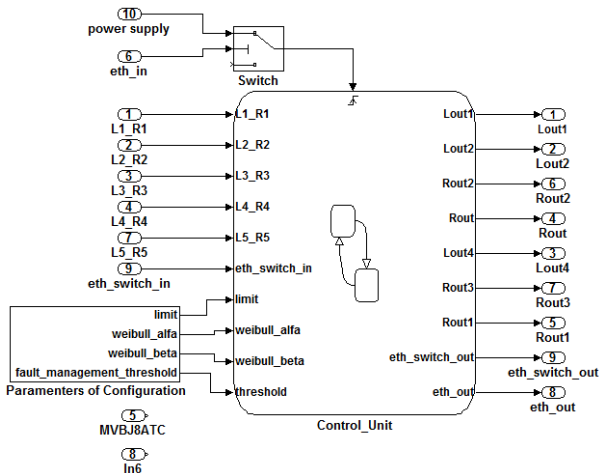 10
power supply
6
eth_in
Switch
1
L1_R1
2
L2_R2
3
L3_R3
4
L4_R4
7
L5_R5
9
eth_switch_in
limit
weibull_alfa
weibull_beta
fault_management_threshold
Paramenters of Configuration
5
MVBJ8ATC
8
In6
L1_R1
L2_R2
L3_R3
L4_R4
L5_R5
eth_switch_in
limit
weibull_alfa
weibull_beta
threshold
Control_Unit
Lout1
Lout2
Rout2
Rout
Lout4
Rout3
Rout1
eth_switch_out
eth_out
1
Lout1
2
Lout2
6
Rout2
4
Rout
3
Lout4
7
Rout3
5
Rout1
9
eth_switch_out
8
eth_out